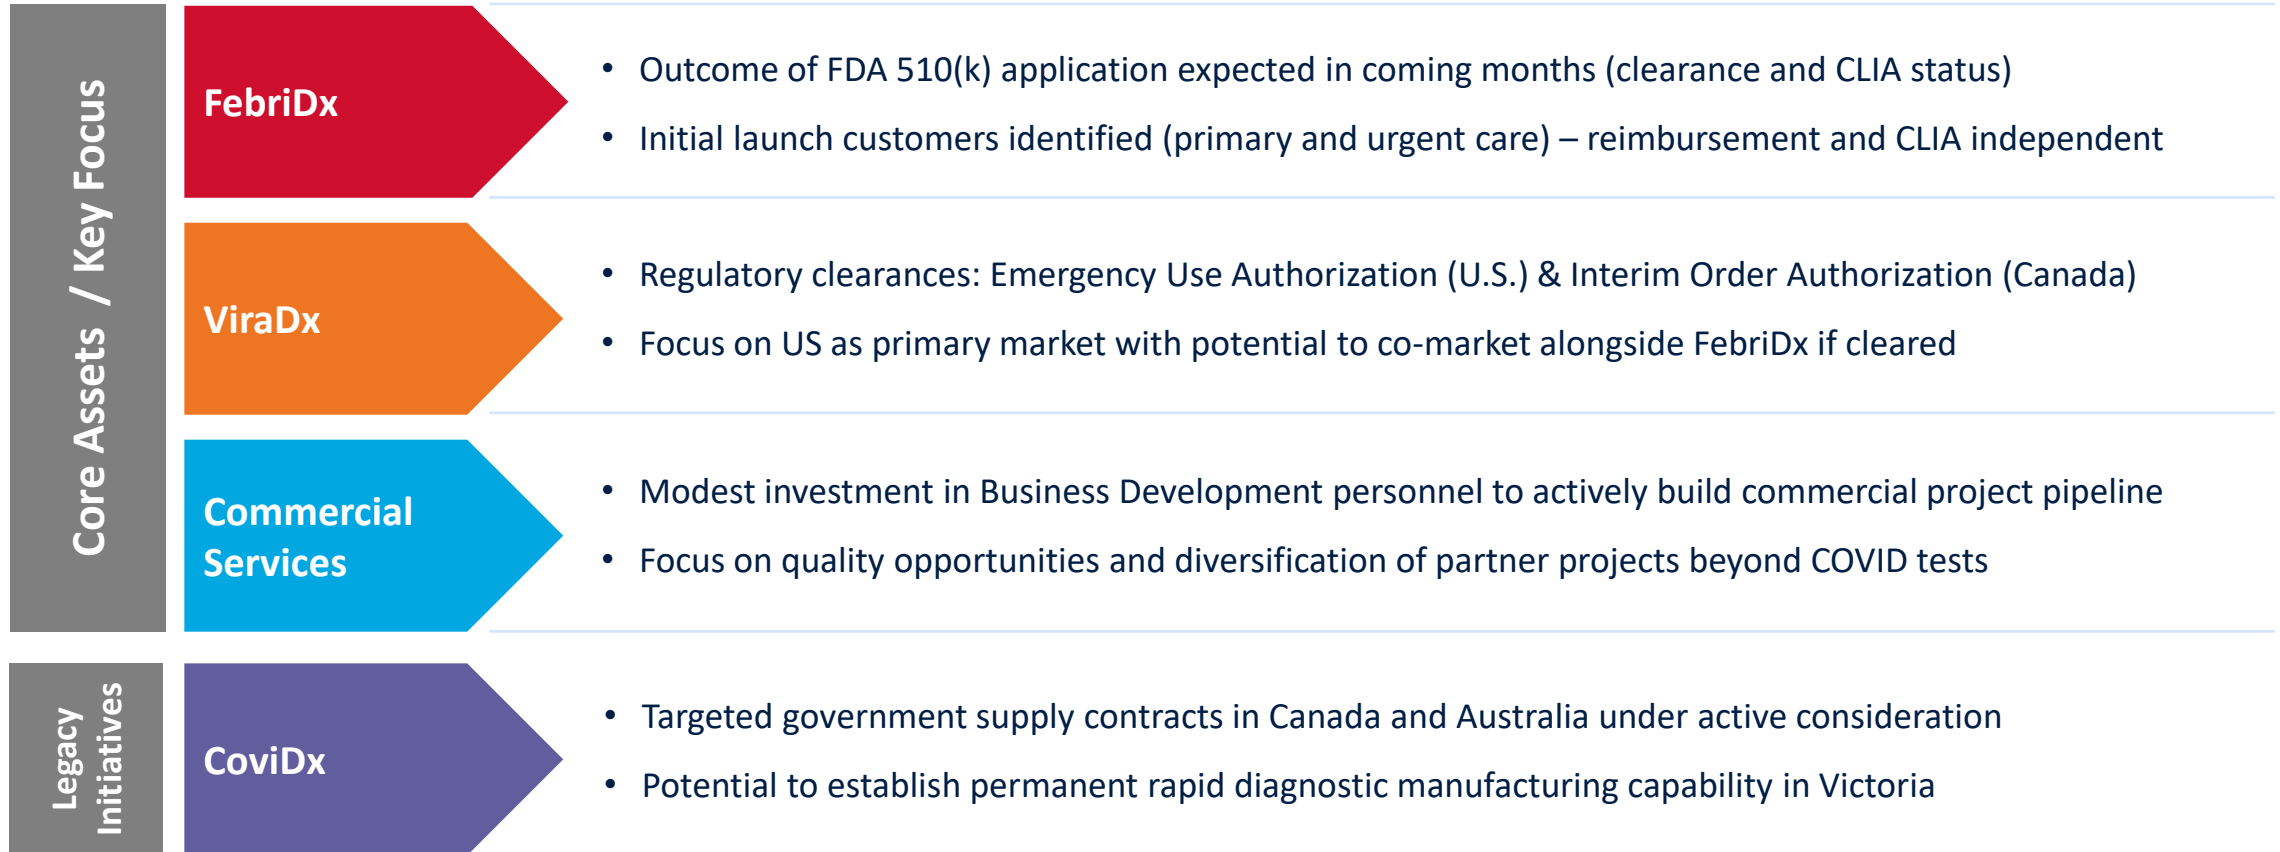 Core Assets / Key Focus
FebriDx
• Outcome of FDA 510(k) application expected in coming months (clearance and CLIA status)
• Initial launch customers identified (primary and urgent care) – reimbursement and CLIA independent
ViraDx
• Regulatory clearances: Emergency Use Authorization (U.S.) & Interim Order Authorization (Canada)
• Focus on US as primary market with potential to co-market alongside FebriDx if cleared
Commercial
Services
• Modest investment in Business Development personnel to actively build commercial project pipeline
• Focus on quality opportunities and diversification of partner projects beyond COVID tests
Legacy
Initiatives
CoviDx
• Targeted government supply contracts in Canada and Australia under active consideration
• Potential to establish permanent rapid diagnostic manufacturing capability in Victoria